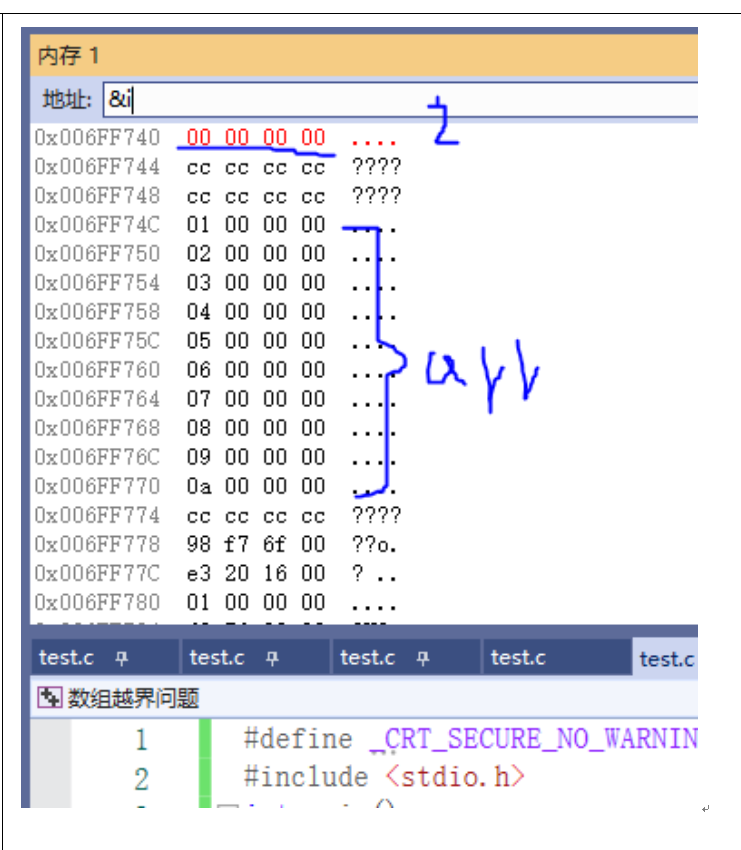 内存 1
地址: &i
0x006FF740 00 00 00 00 ....
0x006FF744 cc cc cc cc ????
0x006FF748 cc cc cc cc ????
0x006FF74C 01 00 00 00 ....
0x006FF750 02 00 00 00 ....
0x006FF754 03 00 00 00 ....
0x006FF758 04 00 00 00 ....
0x006FF75C 05 00 00 00 ....
0x006FF760 06 00 00 00 ....
0x006FF764 07 00 00 00 ....
0x006FF768 08 00 00 00 ....
0x006FF76C 09 00 00 00 ....
0x006FF770 0a 00 00 00 ....
0x006FF774 cc cc cc cc ????
0x006FF778 98 f7 6f 00 ??o.
0x006FF77C e3 20 16 00 ? ..
0x006FF780 01 00 00 00 ....
arr
test.c test.c test.c test.c test.c
数组越界问题
1 #define _CRT_SECURE_NO_WARNIN
2 #include <stdio.h>